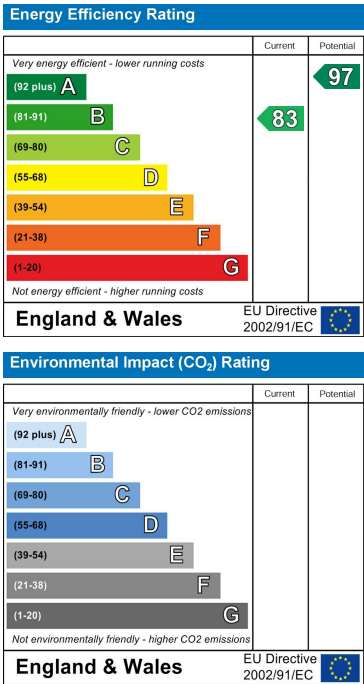 Energy Efficiency Rating
Current Potential
Very energy efficient - lower running costs
(92 plus) A
97
(81-91) B
83
(69-80) C
(55-68) D
(39-54) E
(21-38) F
(1-20) G
Not energy efficient - higher running costs
England & Wales
EU Directive
2002/91/EC
Environmental Impact (CO₂) Rating
Current Potential
Very environmentally friendly - lower CO2 emissions
(92 plus) A
(81-91) B
(69-80) C
(55-68) D
(39-54) E
(21-38) F
(1-20) G
Not environmentally friendly - higher CO2 emissions
England & Wales
EU Directive
2002/91/EC